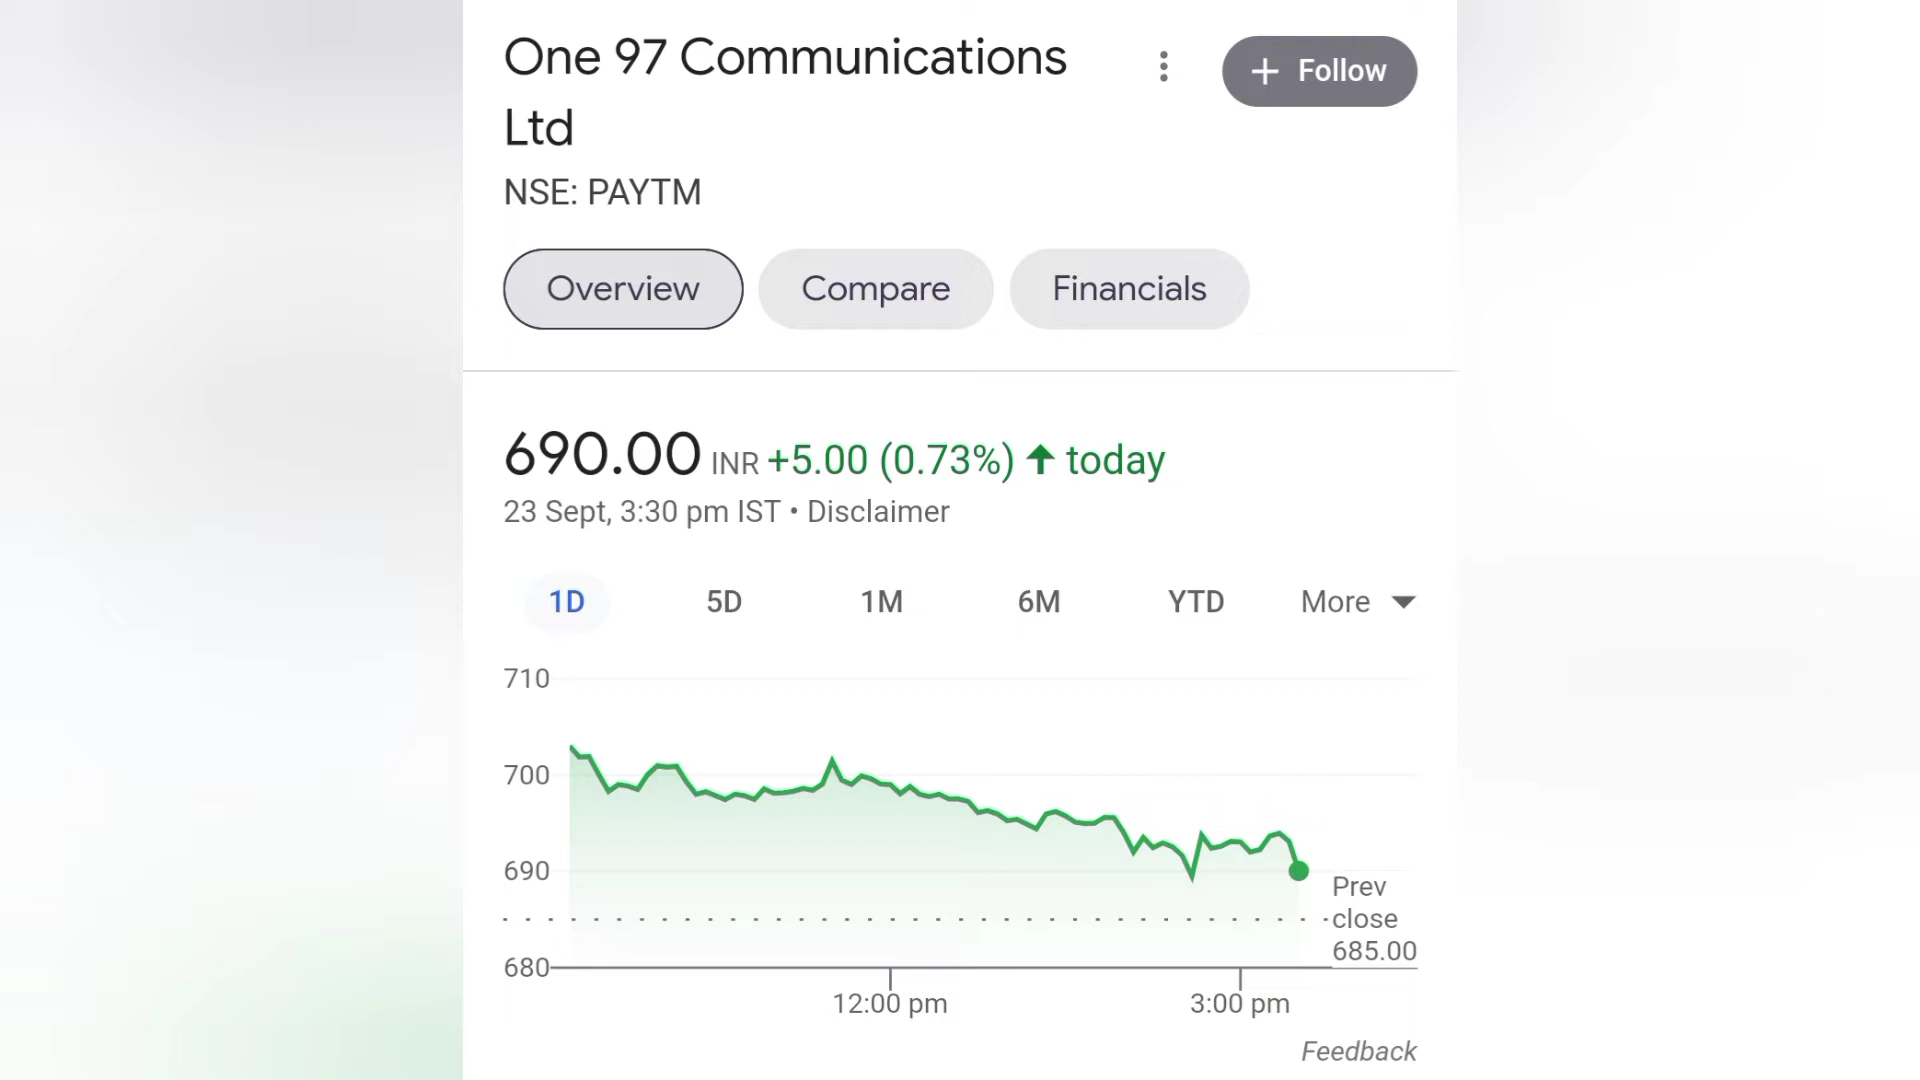 One 97 Communications
Ltd
+ Follow
NSE: PAYTM
Overview Compare Financials
690.00 INR +5.00 (0.73%) ↑ today
23 Sept, 3:30 pm IST • Disclaimer
1D 5D 1M 6M YTD More
710
700
690
680
Prev
close
685.00
12:00 pm 3:00 pm
Feedback